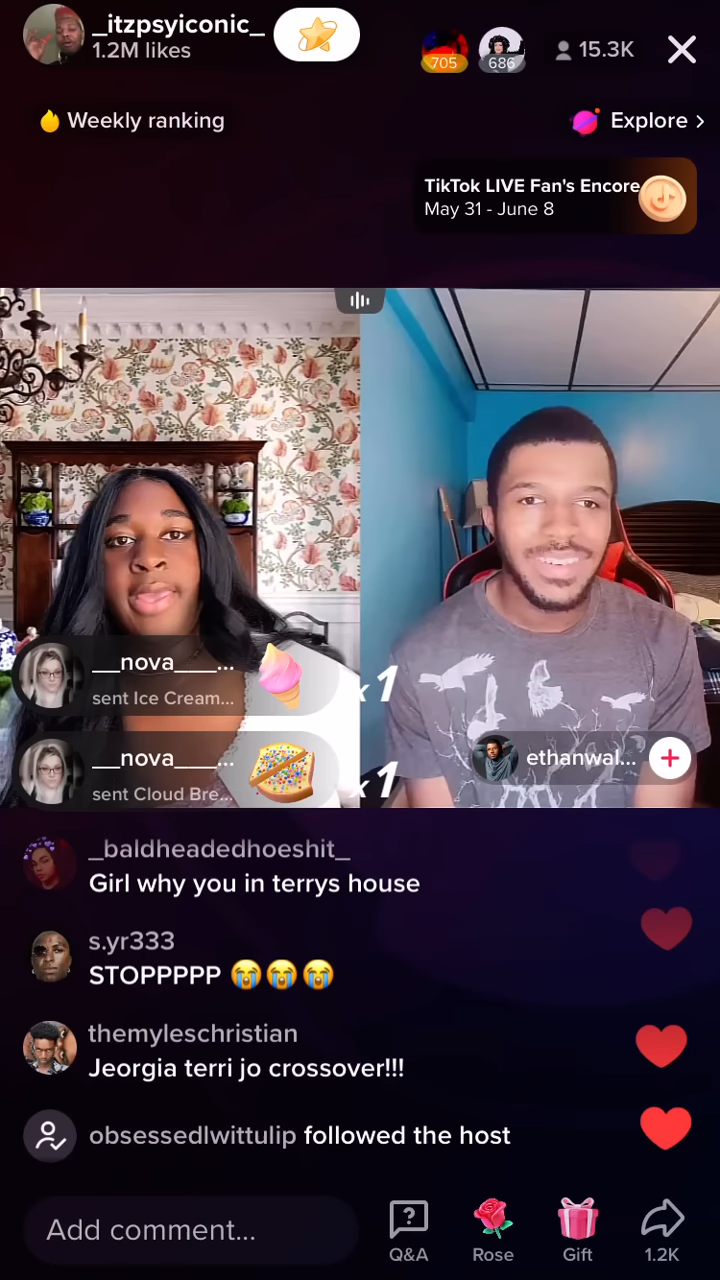 _itzpsyiconic_
1.2M likes
705
686
15.3K
Weekly ranking
Explore
TikTok LIVE Fan's Encore
May 31 - June 8
__nova___...
sent Ice Cream...
x1
__nova___...
sent Cloud Bre...
x1
ethanwal...
_baldheadedhoeshit_
Girl why you in terrys house
s.yr333
STOPPPPP 😭😭😭
themyleschristian
Jeorgia terri jo crossover!!!
obsessedlwittulip followed the host
Add comment...
Q&A
Rose
Gift
1.2K